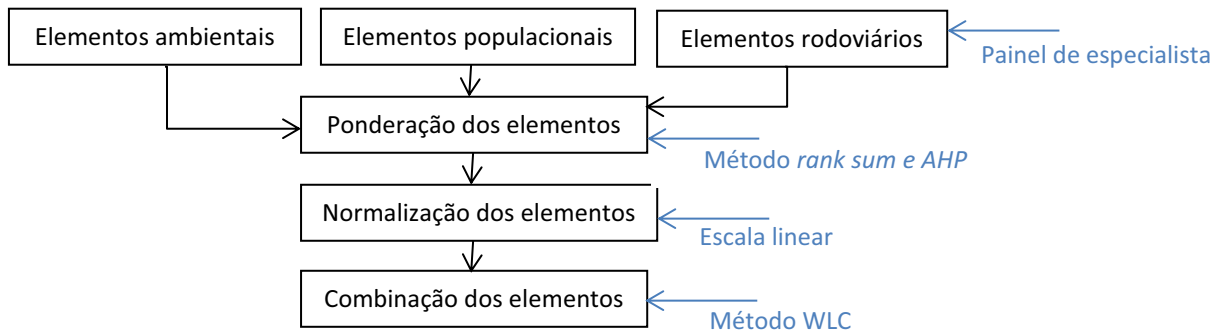 Elementos ambientais
Elementos populacionais
Elementos rodoviários
Painel de especialista
Ponderação dos elementos
Método rank sum e AHP
Normalização dos elementos
Escala linear
Combinação dos elementos
Método WLC